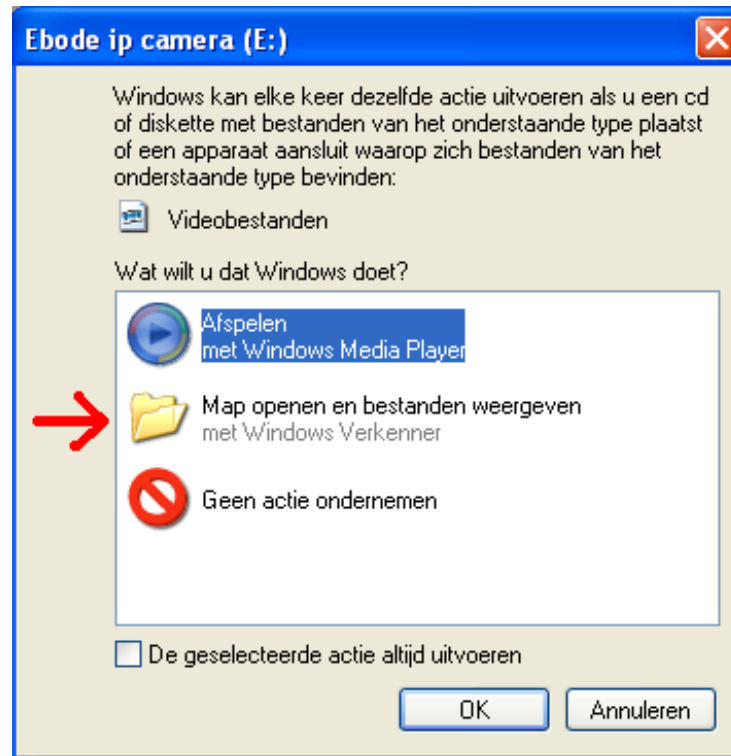 Ebode ip camera (E:)
Windows kan elke keer dezelfde actie uitvoeren als u een cd
of diskette met bestanden van het onderstaande type plaatst
of een apparaat aansluit waarop zich bestanden van het
onderstaande type bevinden:
Videobestanden
Wat wilt u dat Windows doet?
Afspelen
met Windows Media Player
Map openen en bestanden weergeven
met Windows Verkenner
Geen actie ondernemen
De geselecteerde actie altijd uitvoeren
OK
Annuleren